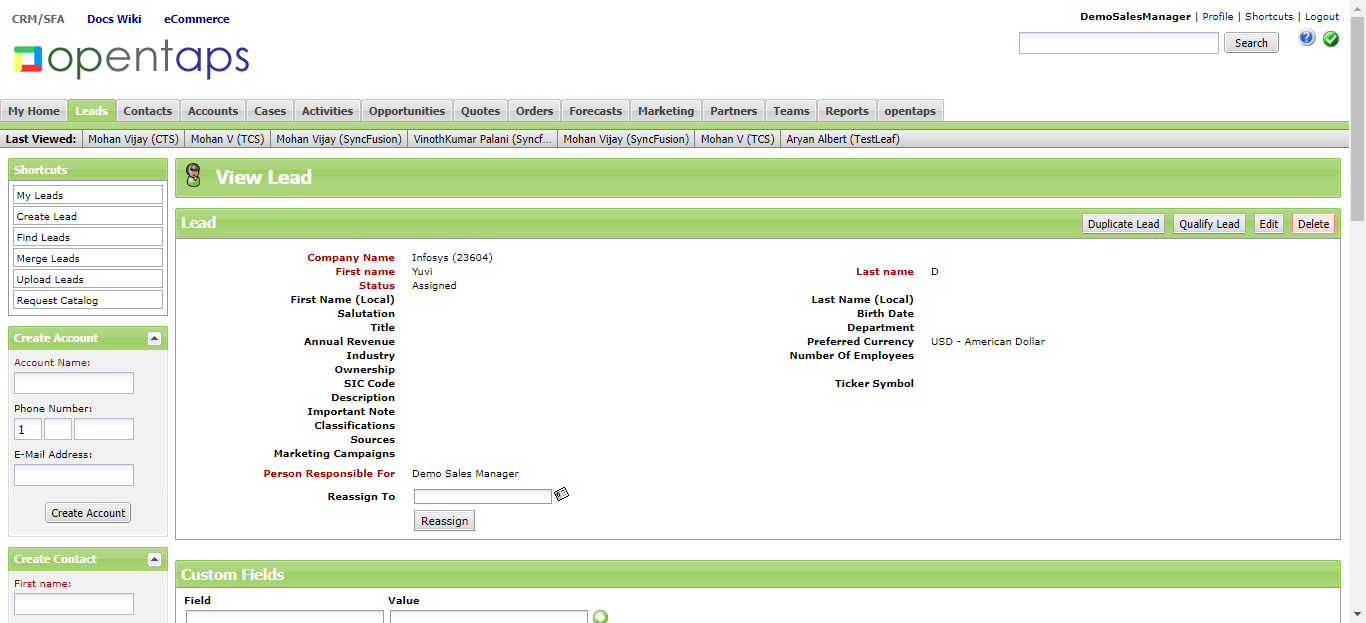 CRM/SFA Docs Wiki eCommerce
DemoSalesManager | Profile | Shortcuts | Logout
opentaps
Search
My Home Leads Contacts Accounts Cases Activities Opportunities Quotes Orders Forecasts Marketing Partners Teams Reports opentaps
Last Viewed: Mohan Vijay (CTS) Mohan V (TCS) Mohan Vijay (SyncFusion) VinothKumar Palani (Syncf... Mohan Vijay (SyncFusion) Mohan V (TCS) Aryan Albert (TestLeaf)
Shortcuts
My Leads
Create Lead
Find Leads
Merge Leads
Upload Leads
Request Catalog
Create Account
Account Name:
Phone Number:
1
E-Mail Address:
Create Account
Create Contact
First name:
View Lead
Lead
Duplicate Lead Qualify Lead Edit Delete
Company Name Infosys (23604)
First name Yuvi Last name D
Status Assigned
First Name (Local) Last Name (Local)
Salutation Birth Date
Title Department
Annual Revenue Preferred Currency USD - American Dollar
Industry Number Of Employees
Ownership
SIC Code Ticker Symbol
Description
Important Note
Classifications
Sources
Marketing Campaigns
Person Responsible For Demo Sales Manager
Reassign To
Reassign
Custom Fields
Field Value